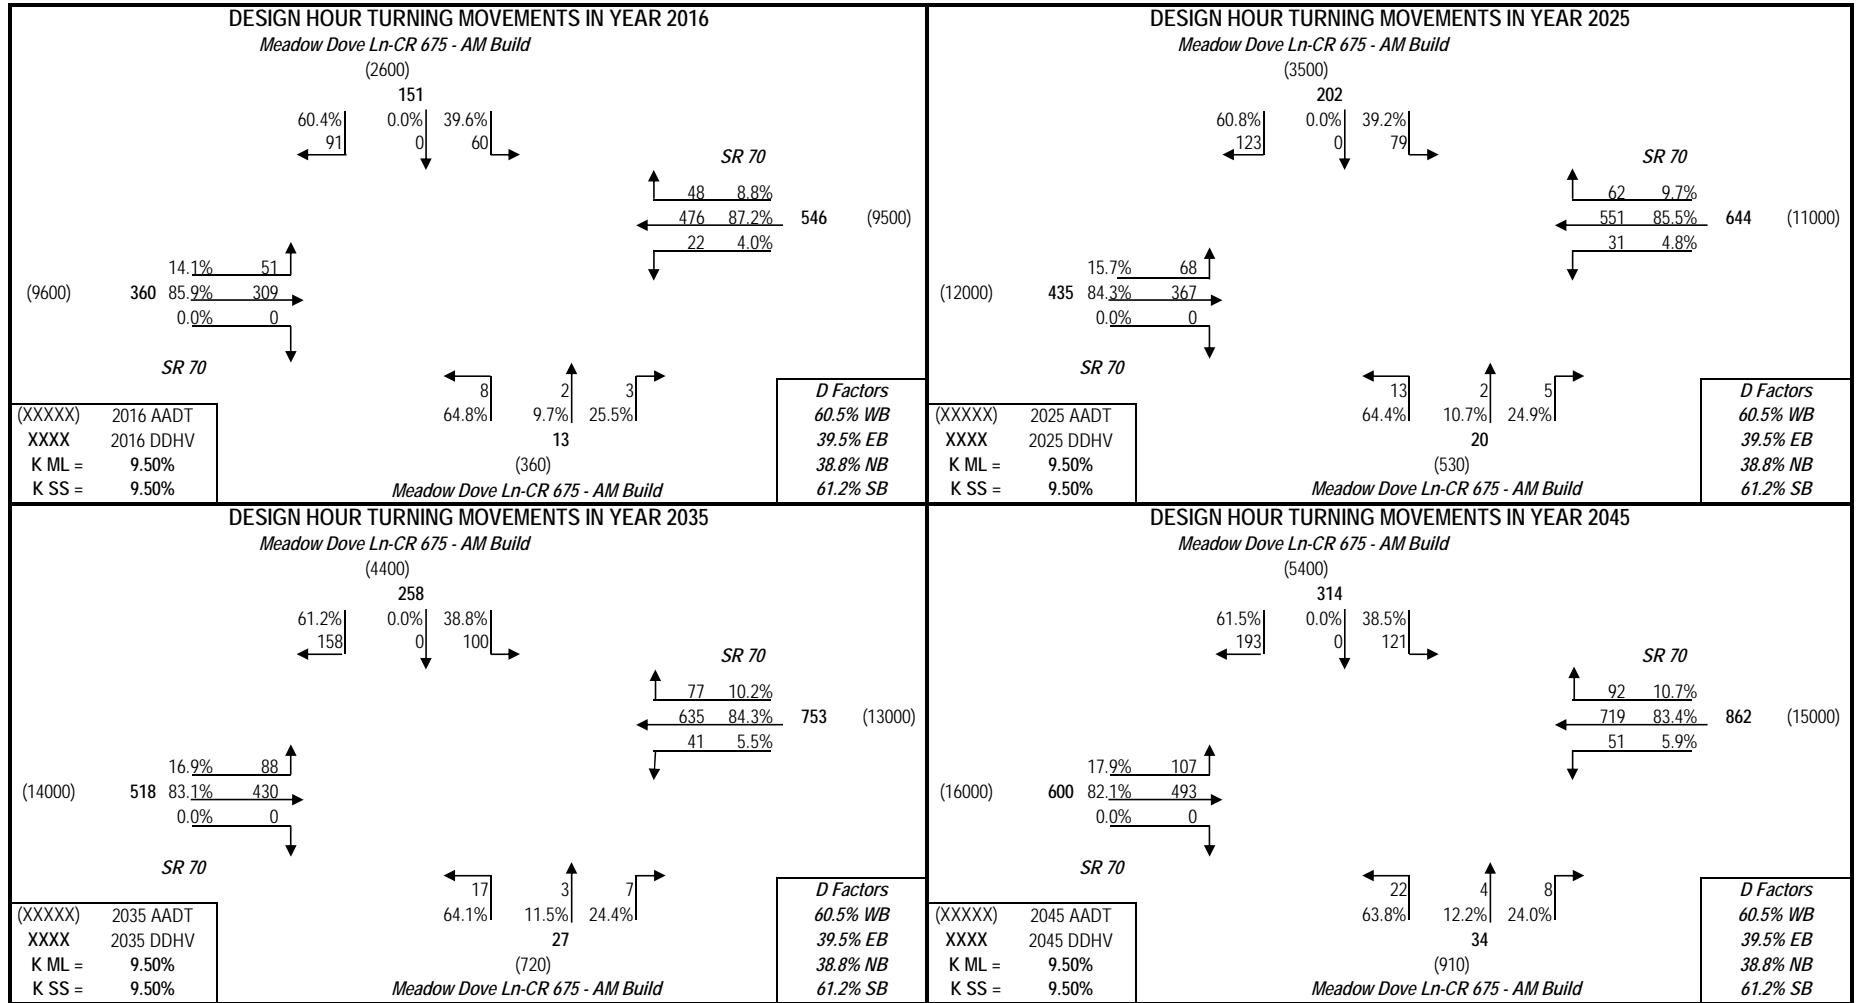 DESIGN HOUR TURNING MOVEMENTS IN YEAR 2016
Meadow Dove Ln-CR 675 - AM Build
(2600)
151
60.4% 0.0% 39.6%
91 0 60
SR 70
48 8.8%
476 87.2% 546 (9500)
22 4.0%
14.1% 51
(9600) 360 85.9% 309
0.0% 0
SR 70
8 2 3
64.8% 9.7% 25.5%
13
(360)
Meadow Dove Ln-CR 675 - AM Build
(XXXXX) 2016 AADT
XXXX 2016 DDHV
K ML = 9.50%
K SS = 9.50%
D Factors
60.5% WB
39.5% EB
38.8% NB
61.2% SB
DESIGN HOUR TURNING MOVEMENTS IN YEAR 2025
Meadow Dove Ln-CR 675 - AM Build
(3500)
202
60.8% 0.0% 39.2%
123 0 79
SR 70
62 9.7%
551 85.5% 644 (11000)
31 4.8%
15.7% 68
(12000) 435 84.3% 367
0.0% 0
SR 70
13 2 5
64.4% 10.7% 24.9%
20
(530)
Meadow Dove Ln-CR 675 - AM Build
(XXXXX) 2025 AADT
XXXX 2025 DDHV
K ML = 9.50%
K SS = 9.50%
D Factors
60.5% WB
39.5% EB
38.8% NB
61.2% SB
DESIGN HOUR TURNING MOVEMENTS IN YEAR 2035
Meadow Dove Ln-CR 675 - AM Build
(4400)
258
61.2% 0.0% 38.8%
158 0 100
SR 70
77 10.2%
635 84.3% 753 (13000)
41 5.5%
16.9% 88
(14000) 518 83.1% 430
0.0% 0
SR 70
17 3 7
64.1% 11.5% 24.4%
27
(720)
Meadow Dove Ln-CR 675 - AM Build
(XXXXX) 2035 AADT
XXXX 2035 DDHV
K ML = 9.50%
K SS = 9.50%
D Factors
60.5% WB
39.5% EB
38.8% NB
61.2% SB
DESIGN HOUR TURNING MOVEMENTS IN YEAR 2045
Meadow Dove Ln-CR 675 - AM Build
(5400)
314
61.5% 0.0% 38.5%
193 0 121
SR 70
92 10.7%
719 83.4% 862 (15000)
51 5.9%
17.9% 107
(16000) 600 82.1% 493
0.0% 0
SR 70
22 4 8
63.8% 12.2% 24.0%
34
(910)
Meadow Dove Ln-CR 675 - AM Build
(XXXXX) 2045 AADT
XXXX 2045 DDHV
K ML = 9.50%
K SS = 9.50%
D Factors
60.5% WB
39.5% EB
38.8% NB
61.2% SB